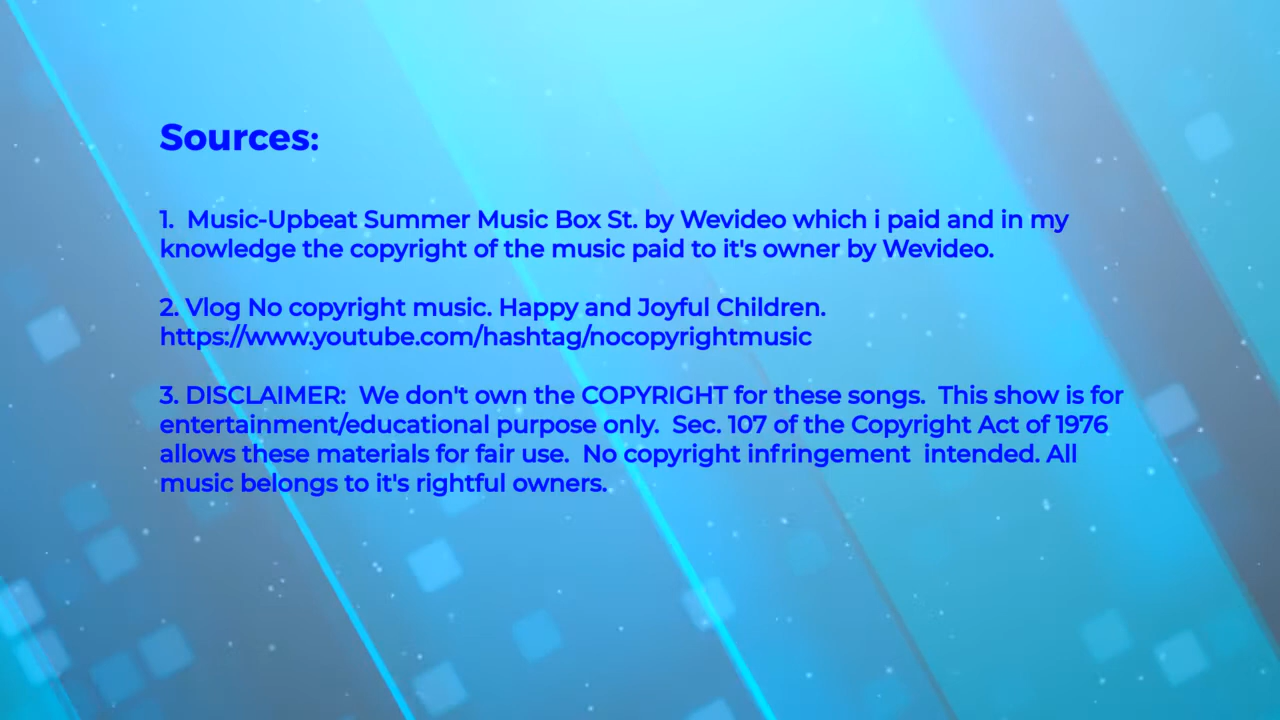 Sources:
1.  Music-Upbeat Summer Music Box St. by Wevideo which i paid and in my
knowledge the copyright of the music paid to it's owner by Wevideo.
2. Vlog No copyright music. Happy and Joyful Children.
https://www.youtube.com/hashtag/nocopyrightmusic
3. DISCLAIMER:  We don't own the COPYRIGHT for these songs.  This show is for
entertainment/educational purpose only.  Sec. 107 of the Copyright Act of 1976
allows these materials for fair use.  No copyright infringement  intended. All
music belongs to it's rightful owners.